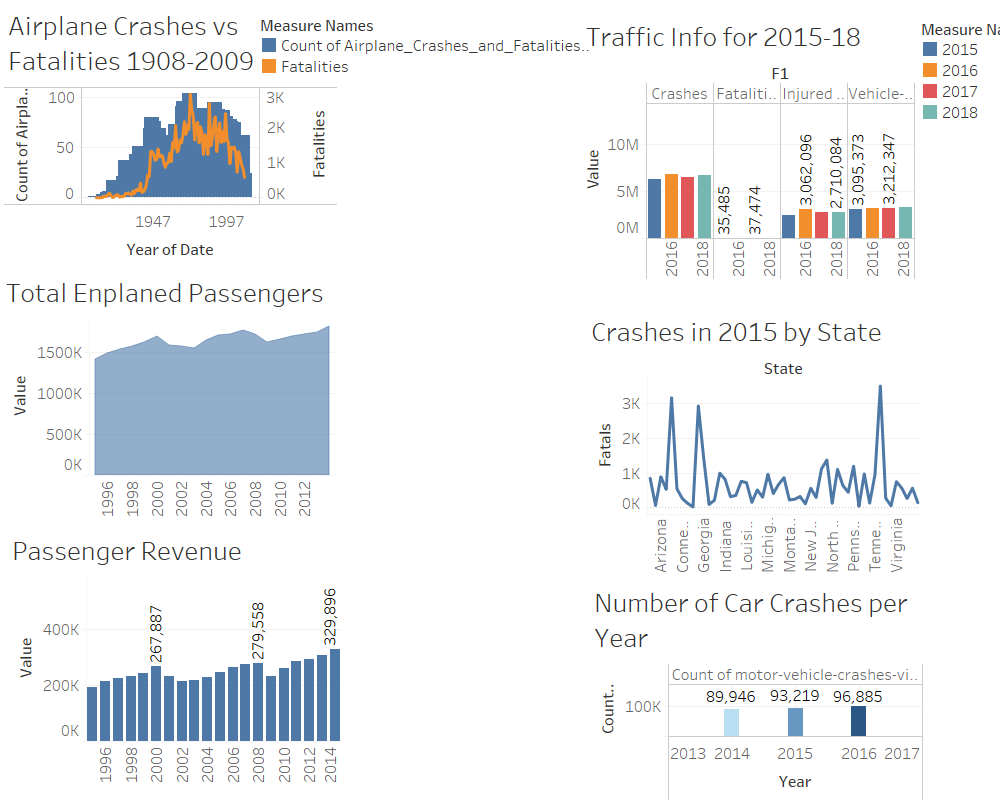 Airplane Crashes vs
Fatalities 1908-2009
Measure Names
Count of Airplane_Crashes_and_Fatalities..
Fatalities
Count of Airpla..
100
50
0
3K
2K
1K
0K
Fatalities
1947
1997
Year of Date
Total Enplaned Passengers
Value
1500K
1000K
500K
0K
1996
1998
2000
2002
2004
2006
2008
2010
2012
Passenger Revenue
Value
400K
200K
0K
267,887
279,558
329,896
1996
1998
2000
2002
2004
2006
2008
2010
2012
2014
Traffic Info for 2015-18
Measure Na
2015
2016
2017
2018
F1
Crashes
Fataliti..
Injured ..
Vehicle-..
Value
10M
5M
0M
35,485
37,474
3,062,096
2,710,084
3,095,373
3,212,347
2016
2018
2016
2018
2016
2018
2016
2018
Crashes in 2015 by State
State
Fatals
3K
2K
1K
0K
Arizona
Conne..
Georgia
Indiana
Louisi..
Michig..
Monta..
New J..
North ..
Penns..
Tenne..
Virginia
Number of Car Crashes per
Year
Count of motor-vehicle-crashes-vi..
Count..
100K
89,946
93,219
96,885
2013
2014
2015
2016
2017
Year